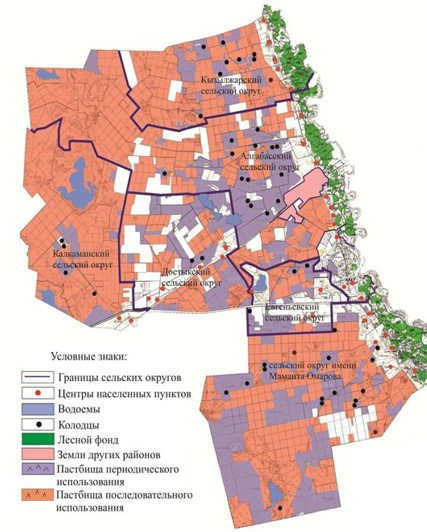 Кызылжарский
сельский округ
Алгабасский
сельский округ
Калкаманский
сельский округ
Достыкский
сельский округ
Евгеньевский
сельский округ
сельский округ имени
Маманта Омарова
Условные знаки:
Границы сельских округов
Центры населенных пунктов
Водоемы
Колодцы
Лесной фонд
Земли других районов
Пастбища периодического
использования
Пастбища последовательного
использования